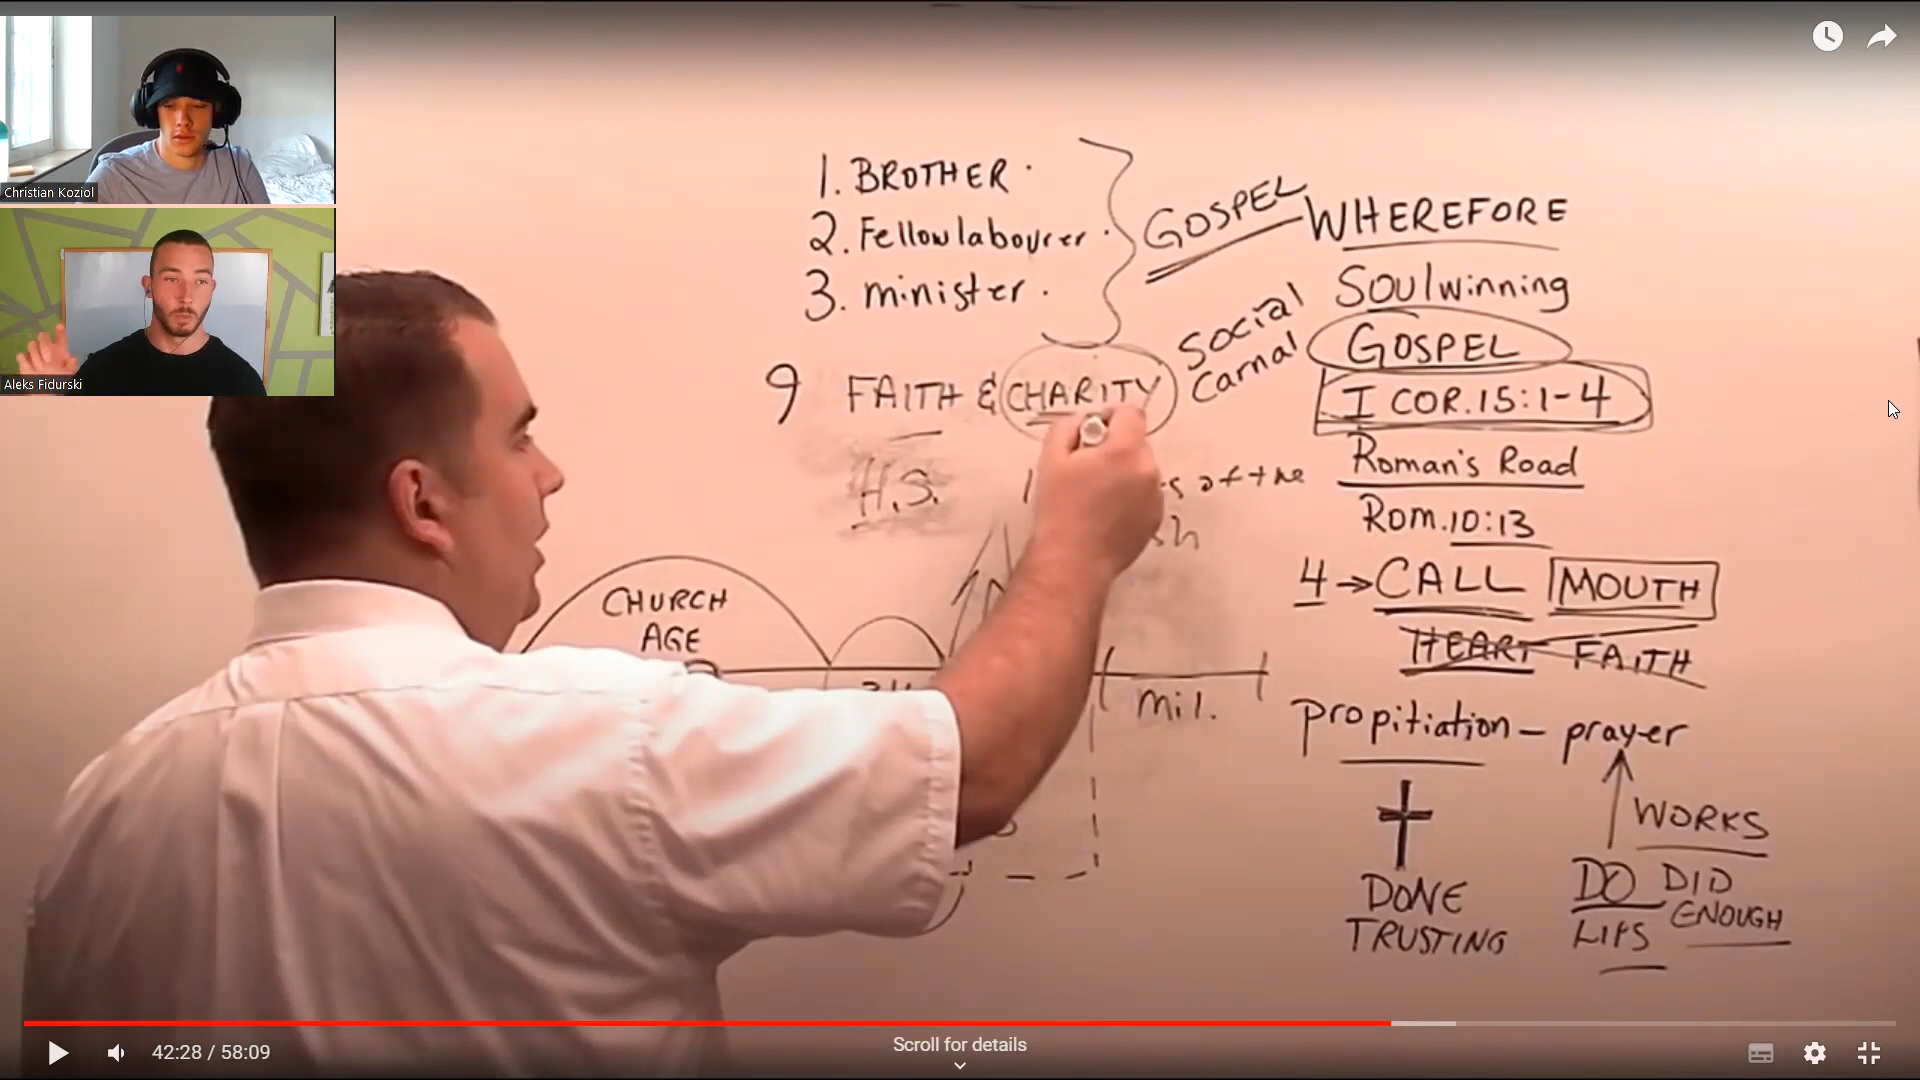 Christian Koziol
Aleks Fidurski
1. BROTHER
2. Fellowlabourer
3. minister
GOSPEL
9 FAITH & CHARITY
Social
Carnal
H.S.
of the
CHURCH
AGE
Mil.
WHEREFORE
Soulwinning
GOSPEL
I COR. 15:1-4
Roman's Road
Rom. 10:13
4 → CALL MOUTH
HEART FAITH
propitiation - prayer
WORKS
DONE
TRUSTING
DO DID
ENOUGH
LIPS
42:28 / 58:09
Scroll for details